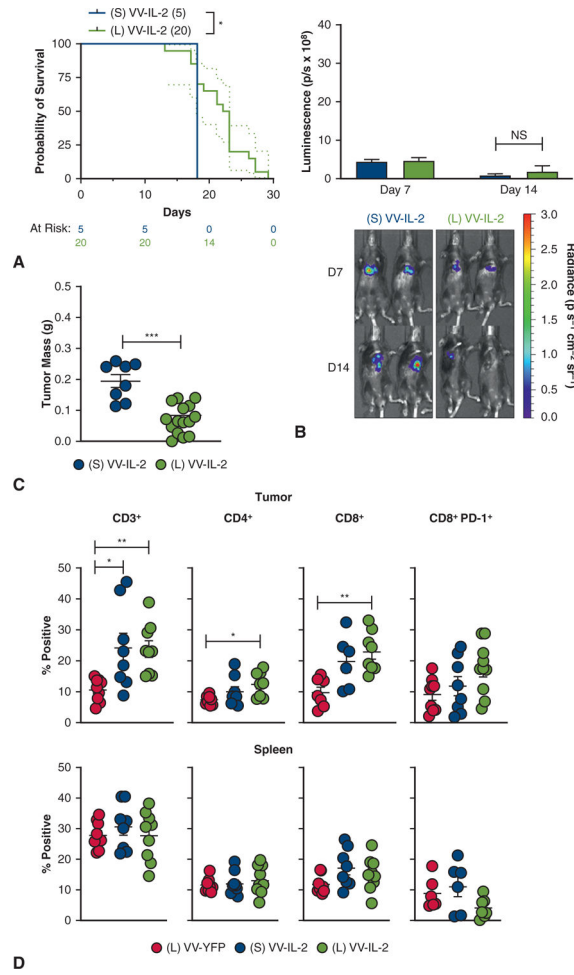 (S) VV-IL-2 (5)
(L) VV-IL-2 (20)
*
Probability of Survival
100
75
50
25
0
0 10 20 30
Days
At Risk: 5 5 0 0
20 20 14 0
A
Luminescence (p/s x 10⁸)
40
30
20
10
0
NS
Day 7 Day 14
(S) VV-IL-2 (L) VV-IL-2
D7
D14
3.0
2.5
2.0
1.5
1.0
0.5
0.0
Radiance (p s⁻¹ cm⁻² sr⁻¹)
B
Tumor Mass (g)
0.5
0.4
0.3
0.2
0.1
0.0
***
(S) VV-IL-2 (L) VV-IL-2
C
Tumor
CD3⁺ CD4⁺ CD8⁺ CD8⁺ PD-1⁺
% Positive
50
40
30
20
10
0
**
*
*
**
Spleen
% Positive
50
40
30
20
10
0
(L) VV-YFP (S) VV-IL-2 (L) VV-IL-2
D